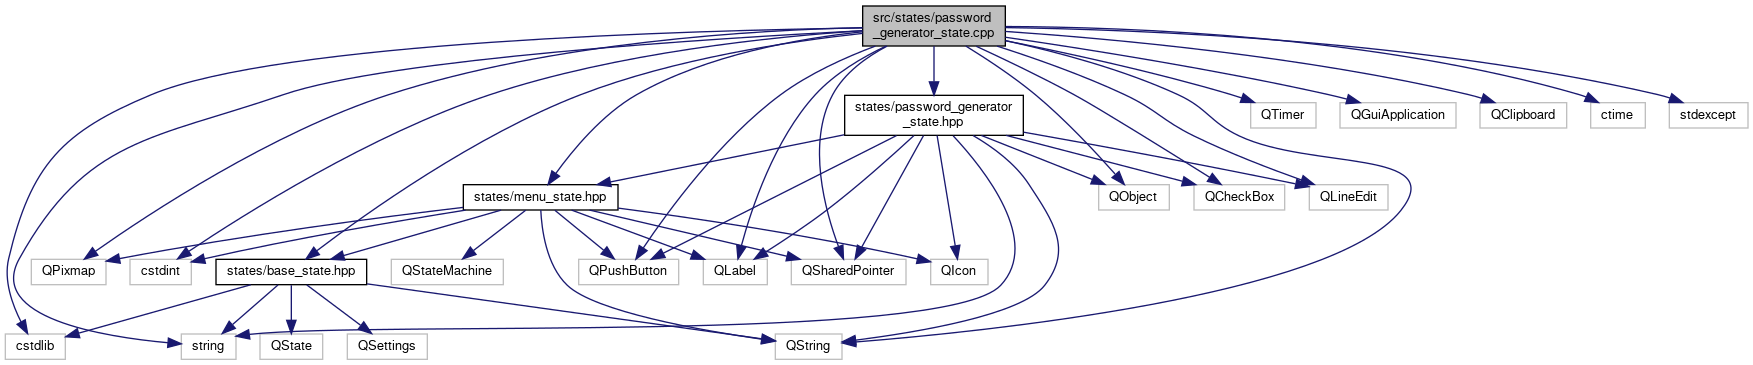 src/states/password
_generator_state.cpp
states/password_generator
_state.hpp
QTimer
QGuiApplication
QClipboard
ctime
stdexcept
states/menu_state.hpp
QObject
QCheckBox
QLineEdit
QPixmap
cstdint
states/base_state.hpp
QStateMachine
QPushButton
QLabel
QSharedPointer
QIcon
cstdlib
string
QState
QSettings
QString